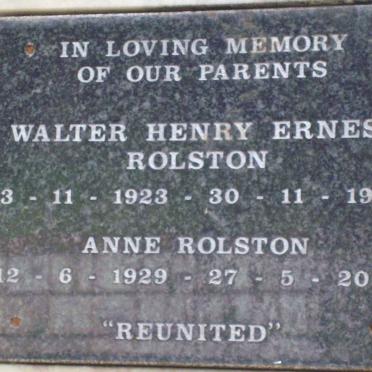 IN LOVING MEMORY
OF OUR PARENTS
WALTER HENRY ERNES
ROLSTON
3 - 11 - 1923 - 30 - 11 - 19
ANNE ROLSTON
12 - 6 - 1929 - 27 - 5 - 20
"REUNITED"